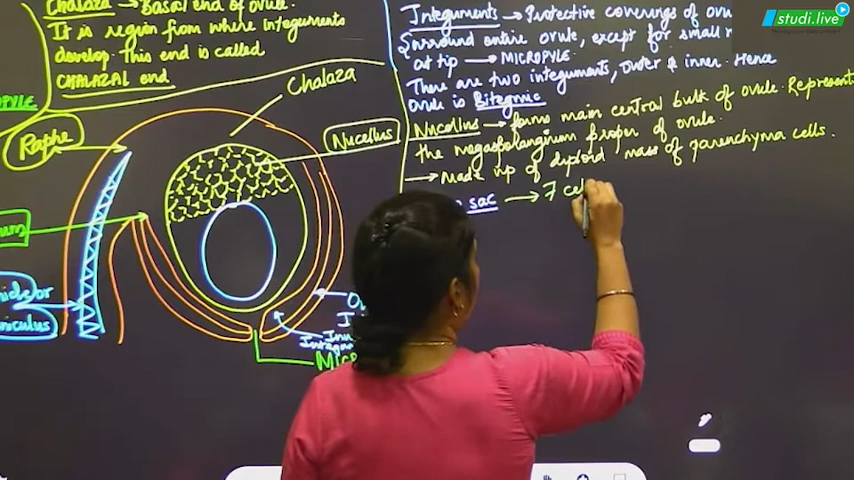 Chalaza → Basal end of ovule.
It is region from where integuments
develop. This end is called
CHALAZAL end
Raphe
Chalaza
Nucellus
Integuments → Protective coverings of
Surround entire ovule, except for small
at tip → MICROPYLE.
There are two integuments, outer & inner. Hence
Ovule is Bitegmic
Nucellus → forms main central bulk of ovule. Represent
the megasporangium proper of ovule.
→ Made up of diploid mass of parenchyma cells.
sac → 7
studi.live